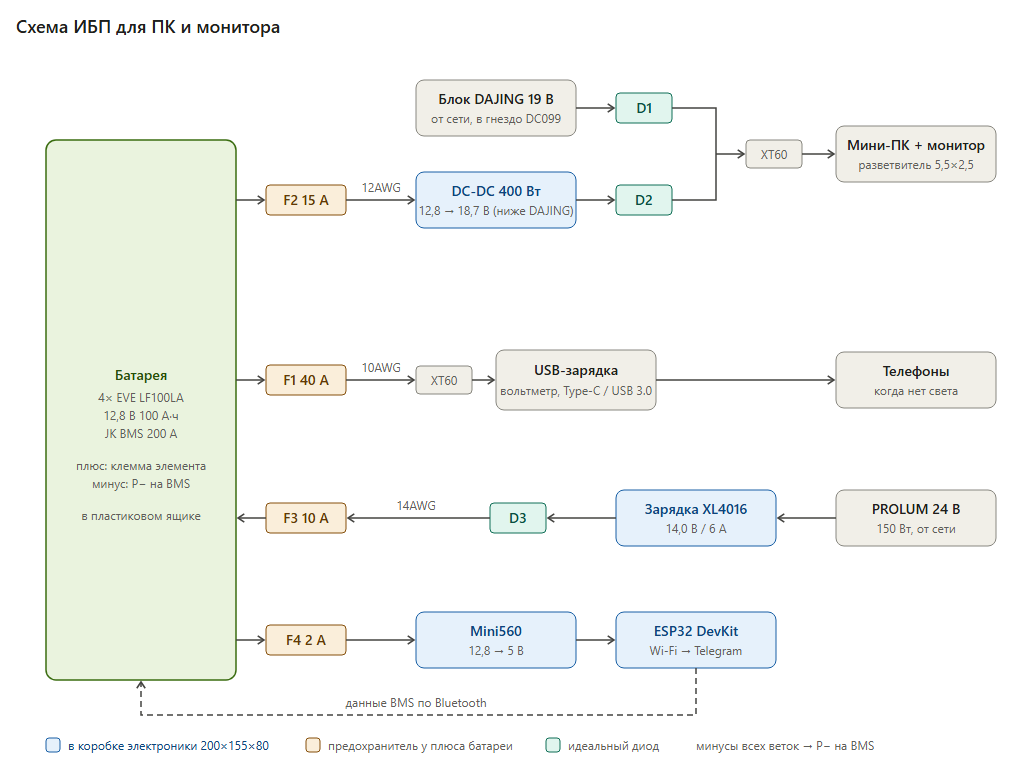 Схема ИБП для ПК и монитора
Блок DAJING 19 В
от сети, в гнездо DC099
D1
XT60
Мини-ПК + монитор
разветвитель 5,5×2,5
F2 15 А
12AWG
DC-DC 400 Вт
12,8 → 18,7 В (ниже DAJING)
D2
Батарея
4× EVE LF100LA
12,8 В 100 А·ч
JK BMS 200 А
плюс: клемма элемента
минус: P− на BMS
в пластиковом ящике
F1 40 А
10AWG
XT60
USB-зарядка
вольтметр, Type-C / USB 3.0
Телефоны
когда нет света
F3 10 А
14AWG
D3
Зарядка XL4016
14,0 В / 6 А
PROLUM 24 В
150 Вт, от сети
F4 2 А
Mini560
12,8 → 5 В
ESP32 DevKit
Wi-Fi → Telegram
данные BMS по Bluetooth
в коробке электроники 200×155×80
предохранитель у плюса батареи
идеальный диод
минусы всех веток → P− на BMS